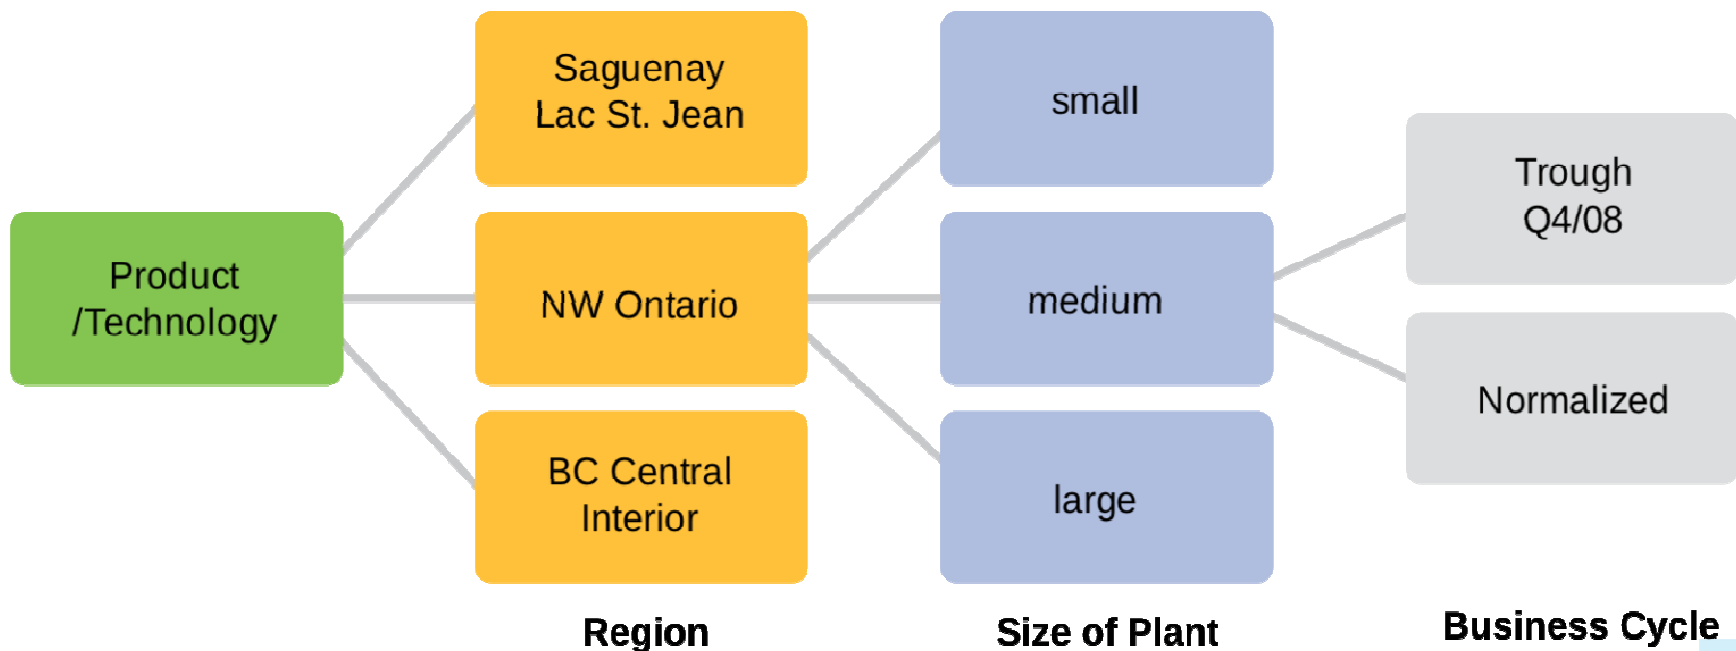 Product
/Technology
Saguenay
Lac St. Jean
NW Ontario
BC Central
Interior
Region
small
medium
large
Size of Plant
Trough
Q4/08
Normalized
Business Cycle